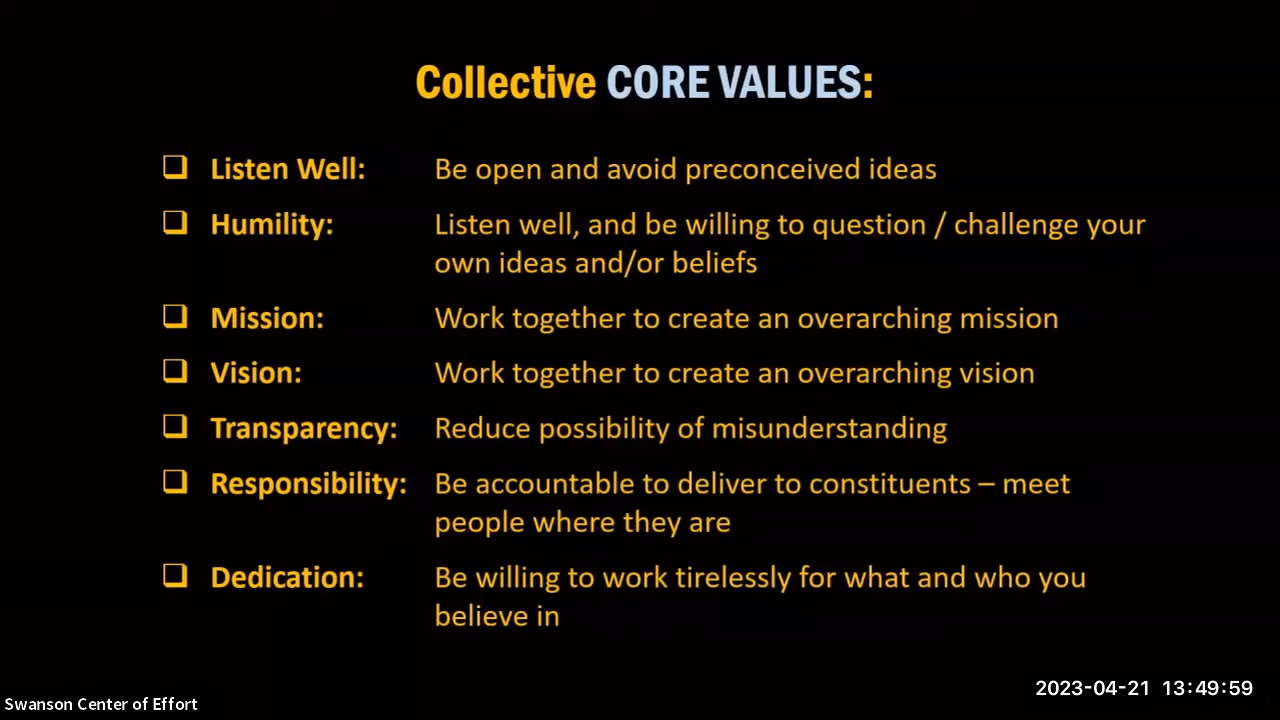 Collective CORE VALUES:
❑ Listen Well: Be open and avoid preconceived ideas
❑ Humility: Listen well, and be willing to question / challenge your
own ideas and/or beliefs
❑ Mission: Work together to create an overarching mission
❑ Vision: Work together to create an overarching vision
❑ Transparency: Reduce possibility of misunderstanding
❑ Responsibility: Be accountable to deliver to constituents – meet
people where they are
❑ Dedication: Be willing to work tirelessly for what and who you
believe in
2023-04-21 13:49:59
Swanson Center of Effort